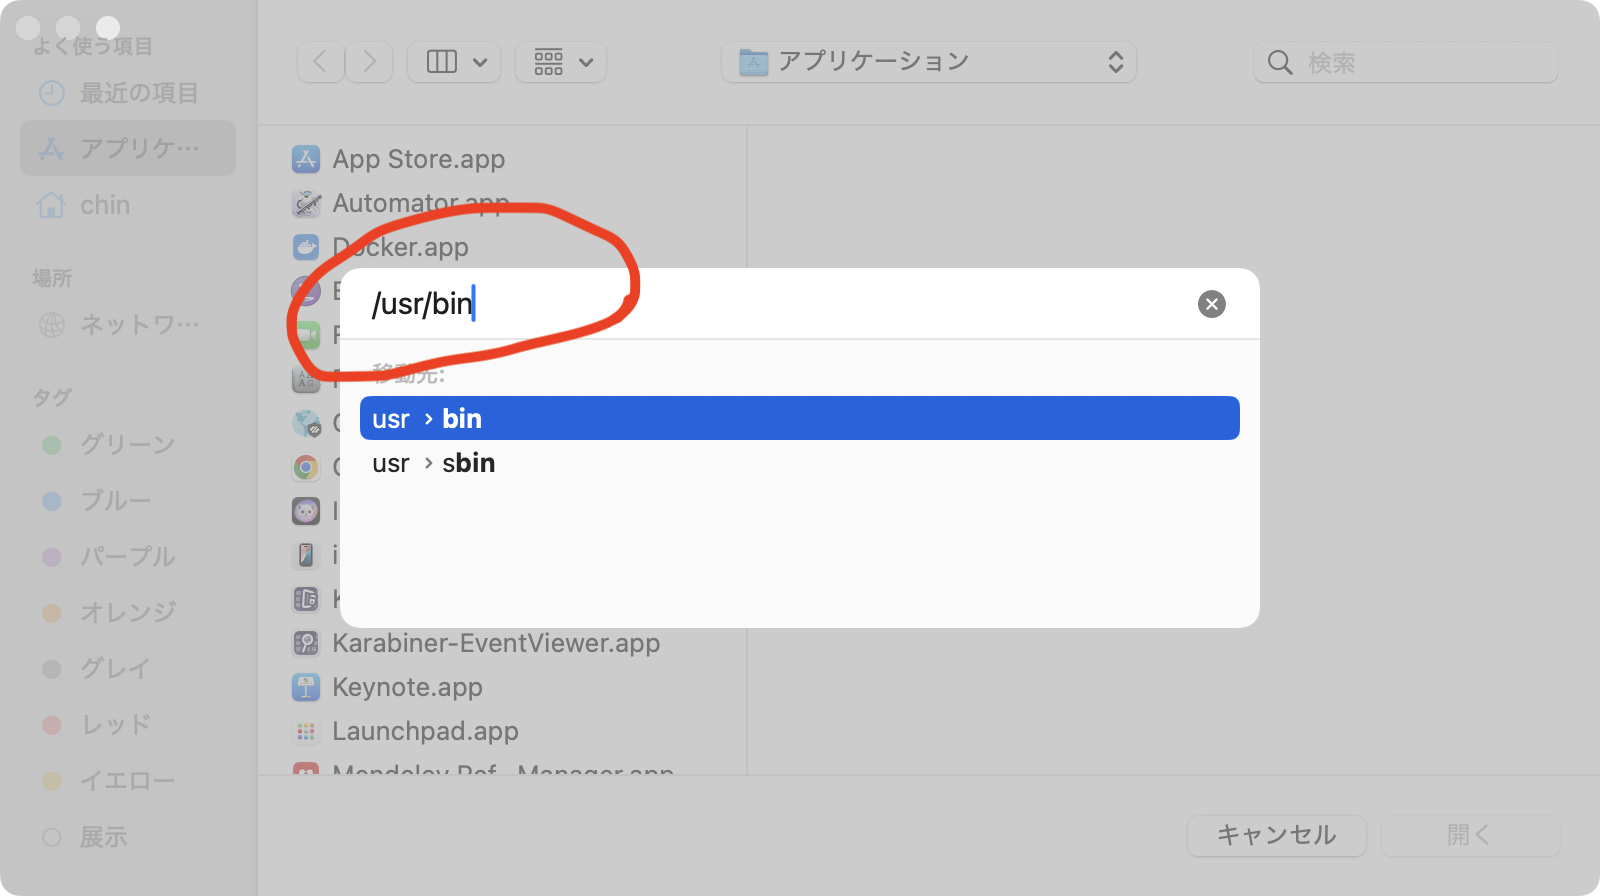 よく使う項目
最近の項目
アプリケ…
chin
場所
ネットワ…
タグ
グリーン
ブルー
パープル
オレンジ
グレイ
レッド
イエロー
展示
アプリケーション
検索
App Store.app
Automator.app
Docker.app
/usr/bin
移動先:
usr › bin
usr › sbin
Karabiner-EventViewer.app
Keynote.app
Launchpad.app
キャンセル
開く